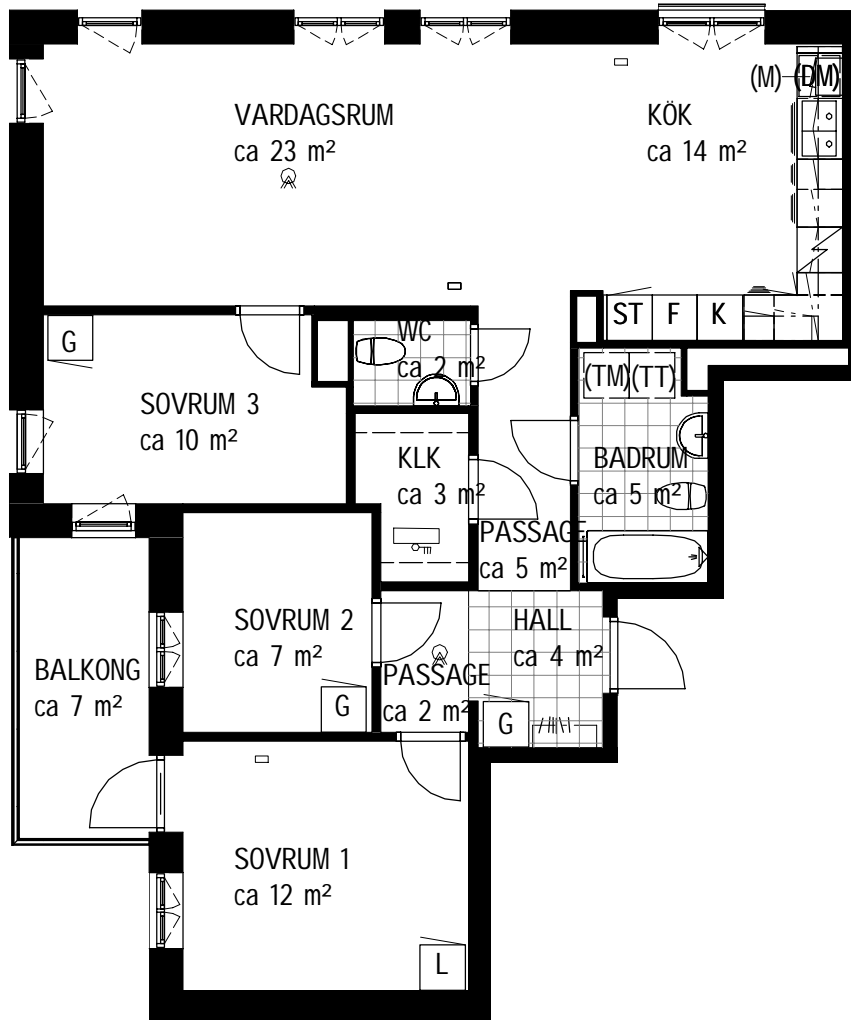 (M) (DM)
VARDAGSRUM
ca 23 m²
KÖK
ca 14 m²
ST F K
G
WC
ca 2 m²
(TM) (TT)
SOVRUM 3
ca 10 m²
KLK
ca 3 m²
BADRUM
ca 5 m²
PASSAGE
ca 5 m²
SOVRUM 2
ca 7 m²
HALL
ca 4 m²
BALKONG
ca 7 m²
PASSAGE
ca 2 m²
G
G
SOVRUM 1
ca 12 m²
L